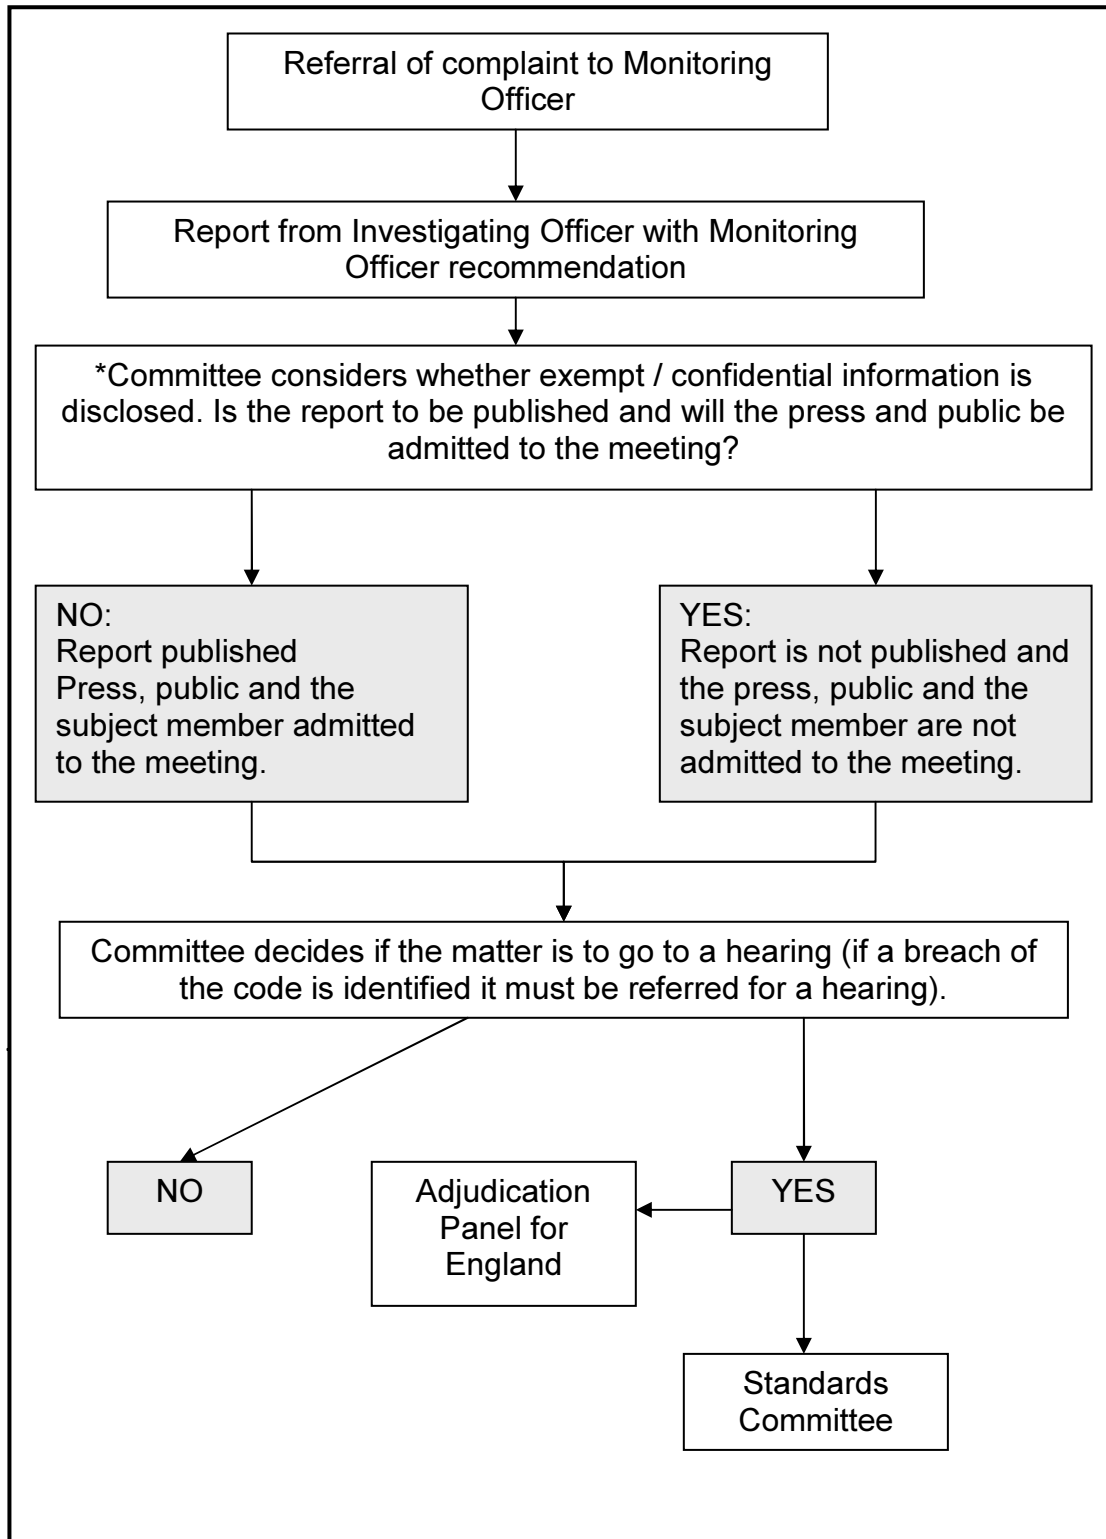 Referral of complaint to Monitoring
Officer
Report from Investigating Officer with Monitoring
Officer recommendation
*Committee considers whether exempt / confidential information is
disclosed. Is the report to be published and will the press and public be
admitted to the meeting?
NO:
Report published
Press, public and the
subject member admitted
to the meeting.
YES:
Report is not published and
the press, public and the
subject member are not
admitted to the meeting.
Committee decides if the matter is to go to a hearing (if a breach of
the code is identified it must be referred for a hearing).
NO
Adjudication
Panel for
England
YES
Standards
Committee